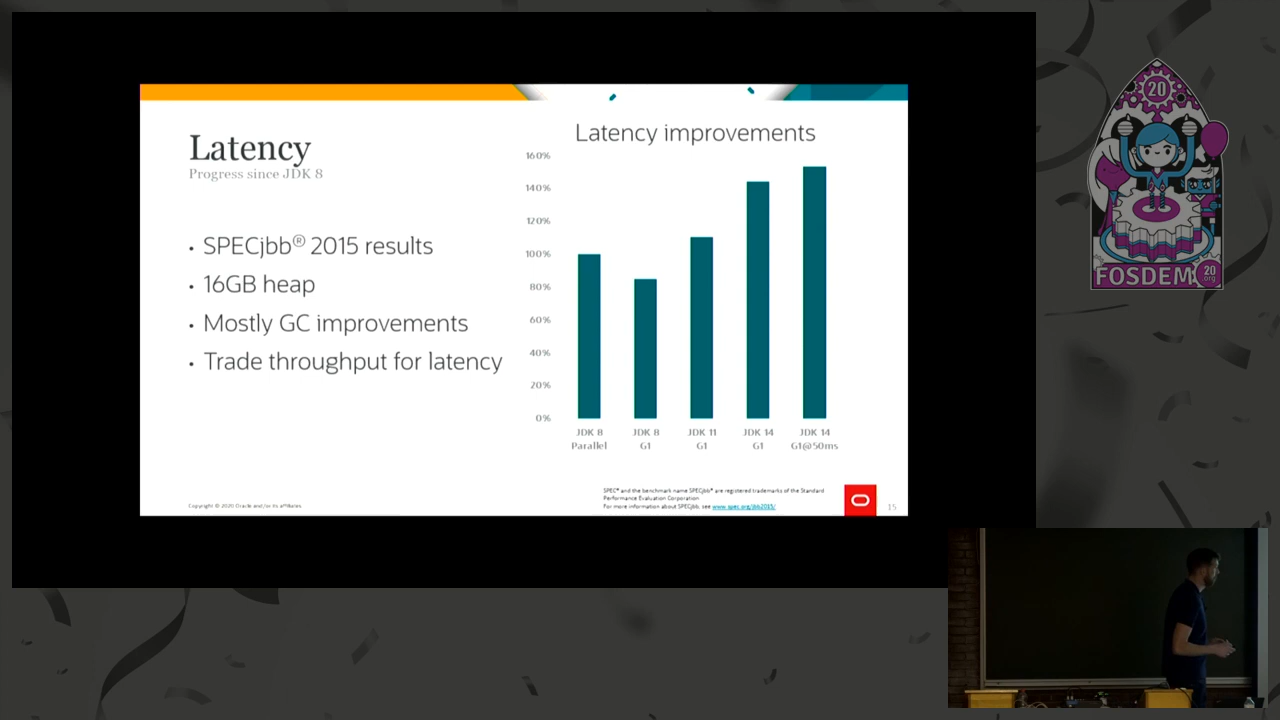 Latency
Progress since JDK 8
• SPECjbb® 2015 results
• 16GB heap
• Mostly GC improvements
• Trade throughput for latency
Latency improvements
160%
140%
120%
100%
80%
60%
40%
20%
0%
JDK 8 Parallel
JDK 8 G1
JDK 11 G1
JDK 14 G1
JDK 14 G1@50ms
SPEC® and the benchmark name SPECjbb® are registered trademarks of the Standard
Performance Evaluation Corporation
For more information about SPECjbb, see www.spec.org/jbb2015/
Copyright © 2020 Oracle and/or its affiliates
15
20
FOSDEM
20
.org